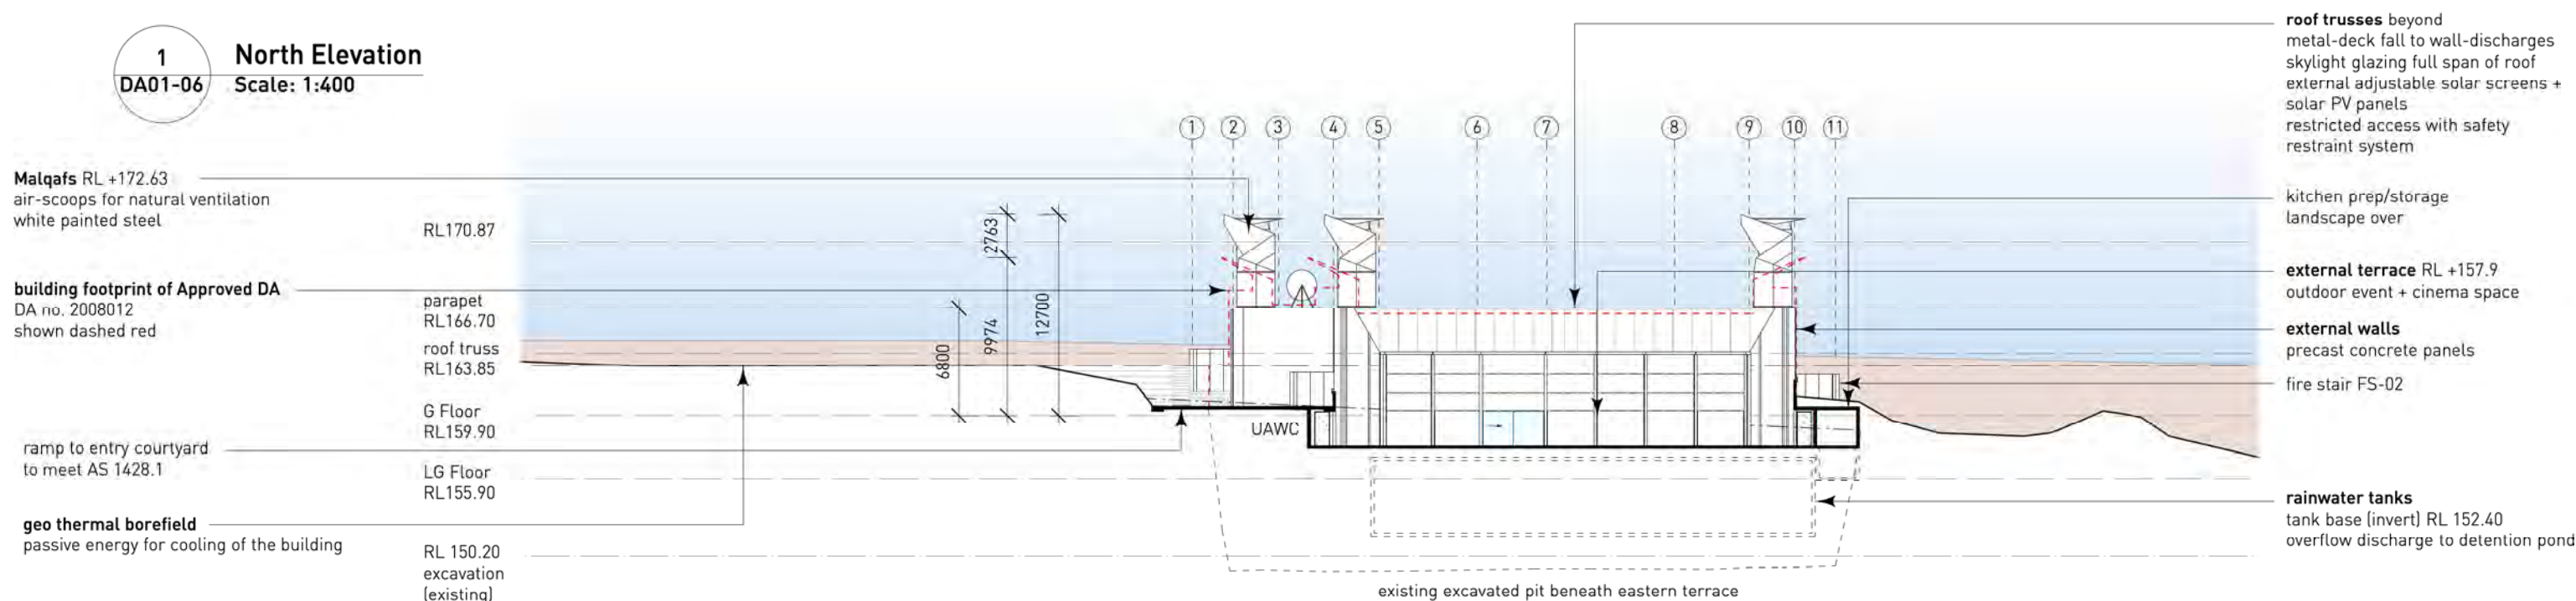 1
DA01-06
North Elevation
Scale: 1:400
Malqafs RL +172.63
air-scoops for natural ventilation
white painted steel
building footprint of Approved DA
DA no. 2008012
shown dashed red
ramp to entry courtyard
to meet AS 1428.1
geo thermal borefield
passive energy for cooling of the building
RL170.87
parapet
RL166.70
roof truss
RL163.85
G Floor
RL159.90
LG Floor
RL155.90
RL 150.20
excavation
(existing)
6800
9974
2763
12700
1
2
3
4
5
6
7
8
9
10
11
UAWC
existing excavated pit beneath eastern terrace
roof trusses beyond
metal-deck fall to wall-discharges
skylight glazing full span of roof
external adjustable solar screens +
solar PV panels
restricted access with safety
restraint system
kitchen prep/storage
landscape over
external terrace RL +157.9
outdoor event + cinema space
external walls
precast concrete panels
fire stair FS-02
rainwater tanks
tank base (invert) RL 152.40
overflow discharge to detention pond